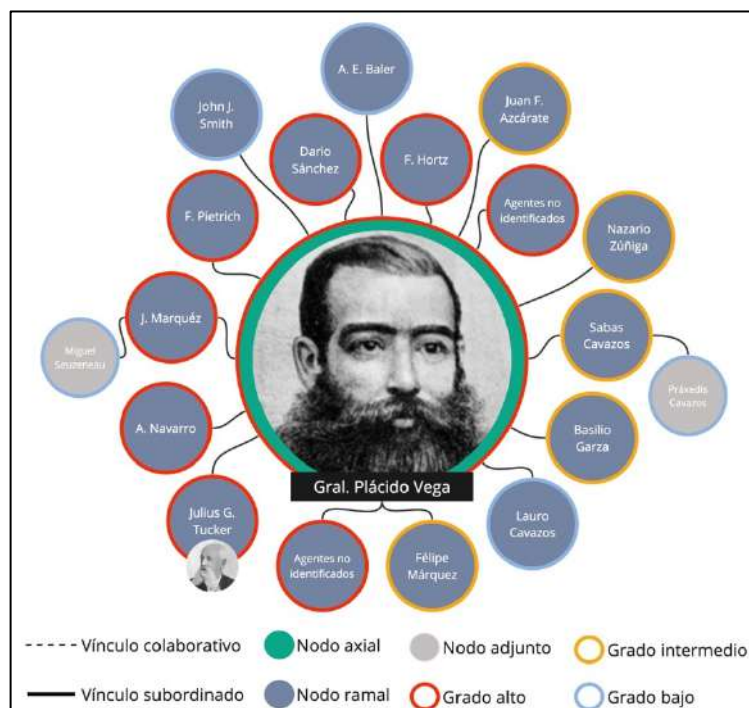 A. E. Baler
John J.
Smith
Juan F.
Azcárate
Dario
Sánchez
F. Hortz
Agentes no
identificados
F. Pietrich
Nazario
Zúñiga
J. Marquéz
Sabas
Cavazos
Miguel
Seuzeneau
Práxedis
Cavazos
A. Navarro
Basilio
Garza
Gral. Plácido Vega
Julius G.
Tucker
Lauro
Cavazos
Agentes no
identificados
Félipe
Márquez
Vínculo colaborativo
Nodo axial
Nodo adjunto
Grado intermedio
Vínculo subordinado
Nodo ramal
Grado alto
Grado bajo